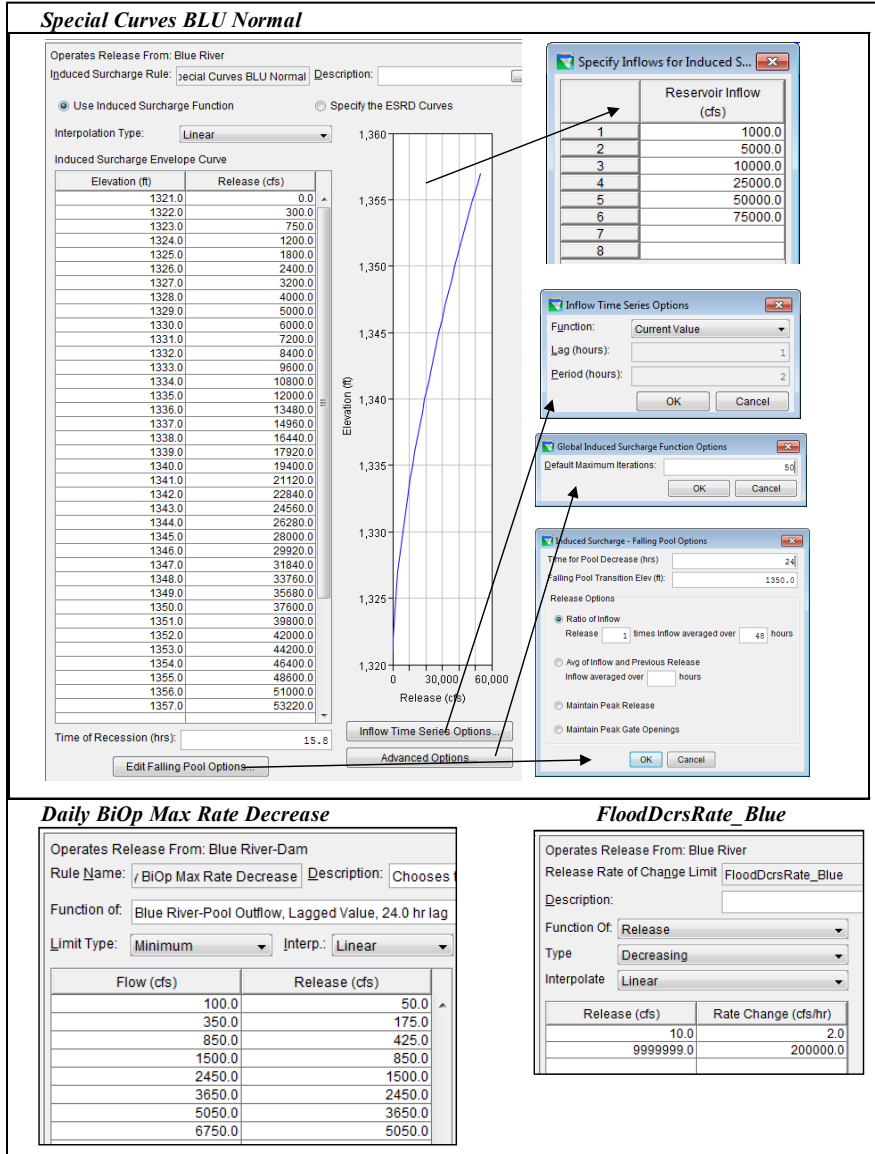 Special Curves BLU Normal
Operates Release From: Blue River
Induced Surcharge Rule: pecial Curves BLU Normal Description: ...
Use Induced Surcharge Function Specify the ESRD Curves
Interpolation Type: Linear
Induced Surcharge Envelope Curve
Elevation (ft) Release (cfs)
1321.0 0.0
1322.0 300.0
1323.0 750.0
1324.0 1200.0
1325.0 1800.0
1326.0 2400.0
1327.0 3200.0
1328.0 4000.0
1329.0 5000.0
1330.0 6000.0
1331.0 7200.0
1332.0 8400.0
1333.0 9600.0
1334.0 10800.0
1335.0 12000.0
1336.0 13480.0
1337.0 14960.0
1338.0 16440.0
1339.0 17920.0
1340.0 19400.0
1341.0 21120.0
1342.0 22840.0
1343.0 24560.0
1344.0 26280.0
1345.0 28000.0
1346.0 29920.0
1347.0 31840.0
1348.0 33760.0
1349.0 35680.0
1350.0 37600.0
1351.0 39800.0
1352.0 42000.0
1353.0 44200.0
1354.0 46400.0
1355.0 48600.0
1356.0 51000.0
1357.0 53220.0
Time of Recession (hrs): 15.8
Edit Falling Pool Options...
1,360
1,355
1,350
1,345
1,340
1,335
1,330
1,325
1,320
Elevation (ft)
0 30,000 60,000
Release (cfs)
Inflow Time Series Options...
Advanced Options...
Specify Inflows for Induced S...
Reservoir Inflow
(cfs)
1 1000.0
2 5000.0
3 10000.0
4 25000.0
5 50000.0
6 75000.0
7
8
Inflow Time Series Options
Function: Current Value
Lag (hours): 1
Period (hours): 2
OK Cancel
Global Induced Surcharge Function Options
Default Maximum Iterations: 50
OK Cancel
Induced Surcharge - Falling Pool Options
Time for Pool Decrease (hrs) 24
Falling Pool Transition Elev (ft): 1350.0
Release Options
Ratio of Inflow
Release 1 times Inflow averaged over 48 hours
Avg of Inflow and Previous Release
Inflow averaged over hours
Maintain Peak Release
Maintain Peak Gate Openings
OK Cancel
Daily BiOp Max Rate Decrease
Operates Release From: Blue River-Dam
Rule Name: / BiOp Max Rate Decrease Description: Chooses
Function of: Blue River-Pool Outflow, Lagged Value, 24.0 hr lag
Limit Type: Minimum Interp.: Linear
Flow (cfs) Release (cfs)
100.0 50.0
350.0 175.0
850.0 425.0
1500.0 850.0
2450.0 1500.0
3650.0 2450.0
5050.0 3650.0
6750.0 5050.0
FloodDcrsRate_Blue
Operates Release From: Blue River
Release Rate of Change Limit FloodDcrsRate_Blue
Description:
Function Of: Release
Type Decreasing
Interpolate Linear
Release (cfs) Rate Change (cfs/hr)
10.0 2.0
9999999.0 200000.0